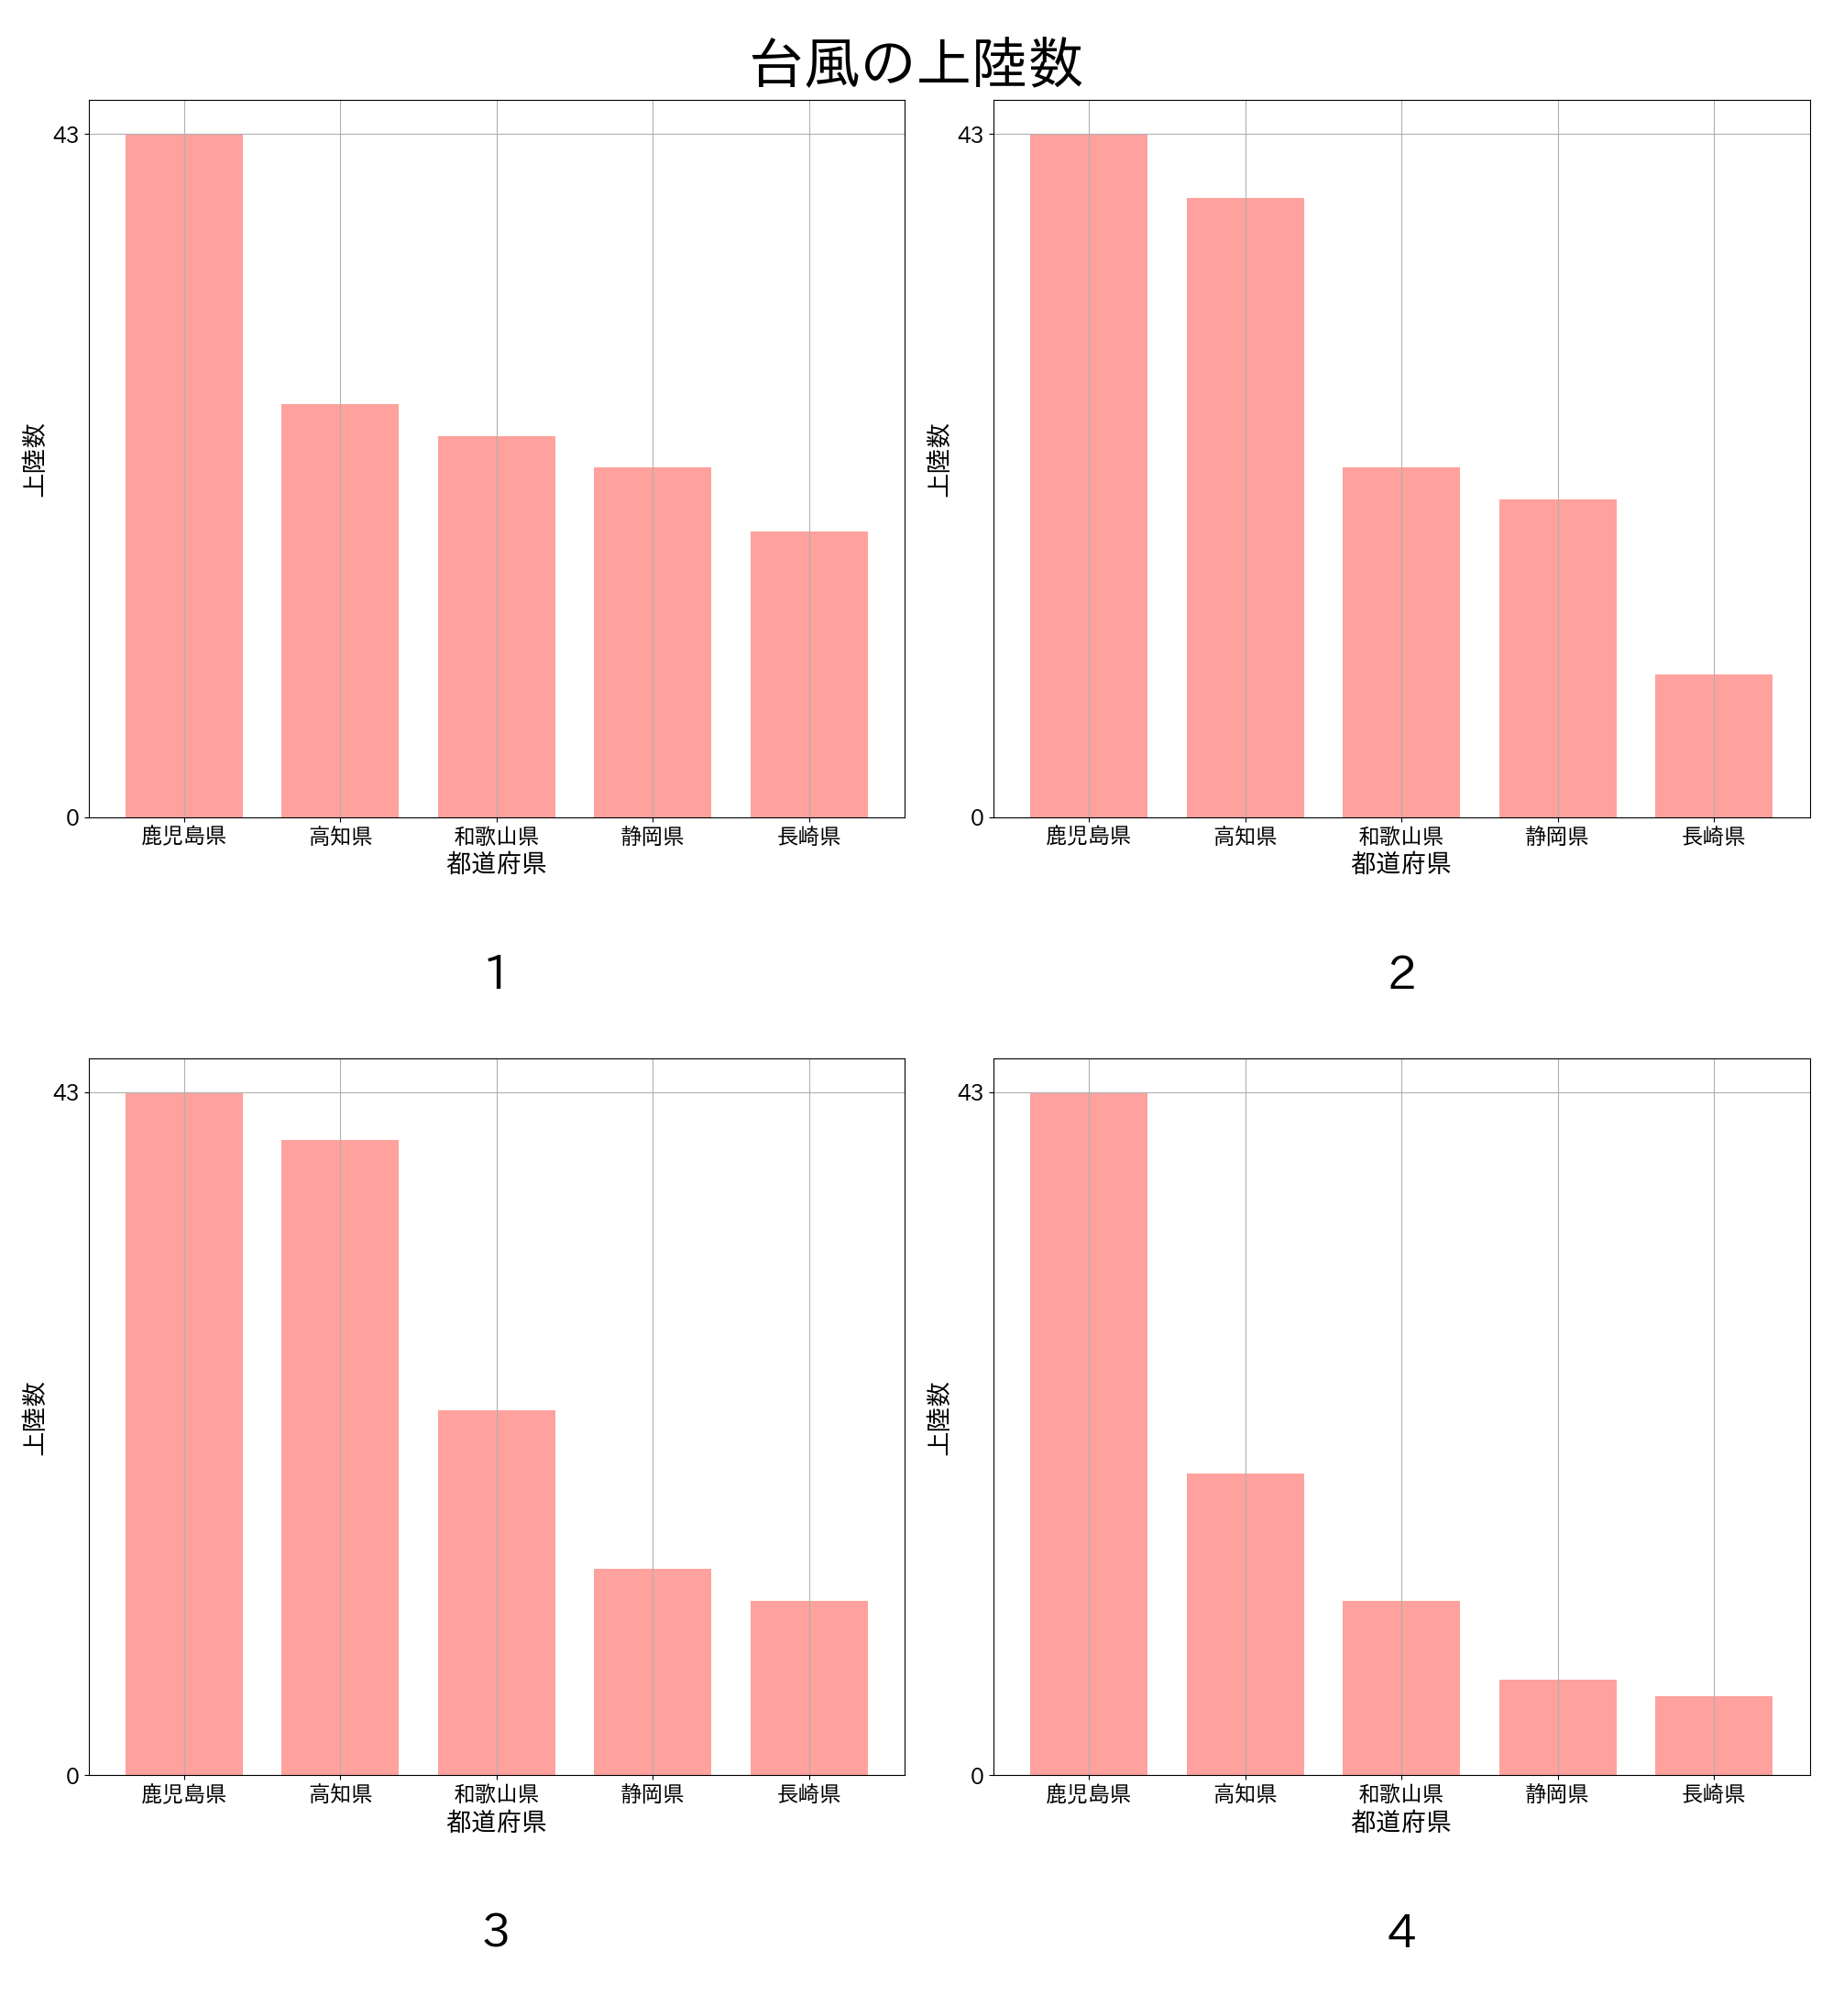 台風の上陸数
43
0
上陸数
鹿児島県 高知県 和歌山県 静岡県 長崎県
都道府県
1
43
0
上陸数
鹿児島県 高知県 和歌山県 静岡県 長崎県
都道府県
2
43
0
上陸数
鹿児島県 高知県 和歌山県 静岡県 長崎県
都道府県
3
43
0
上陸数
鹿児島県 高知県 和歌山県 静岡県 長崎県
都道府県
4